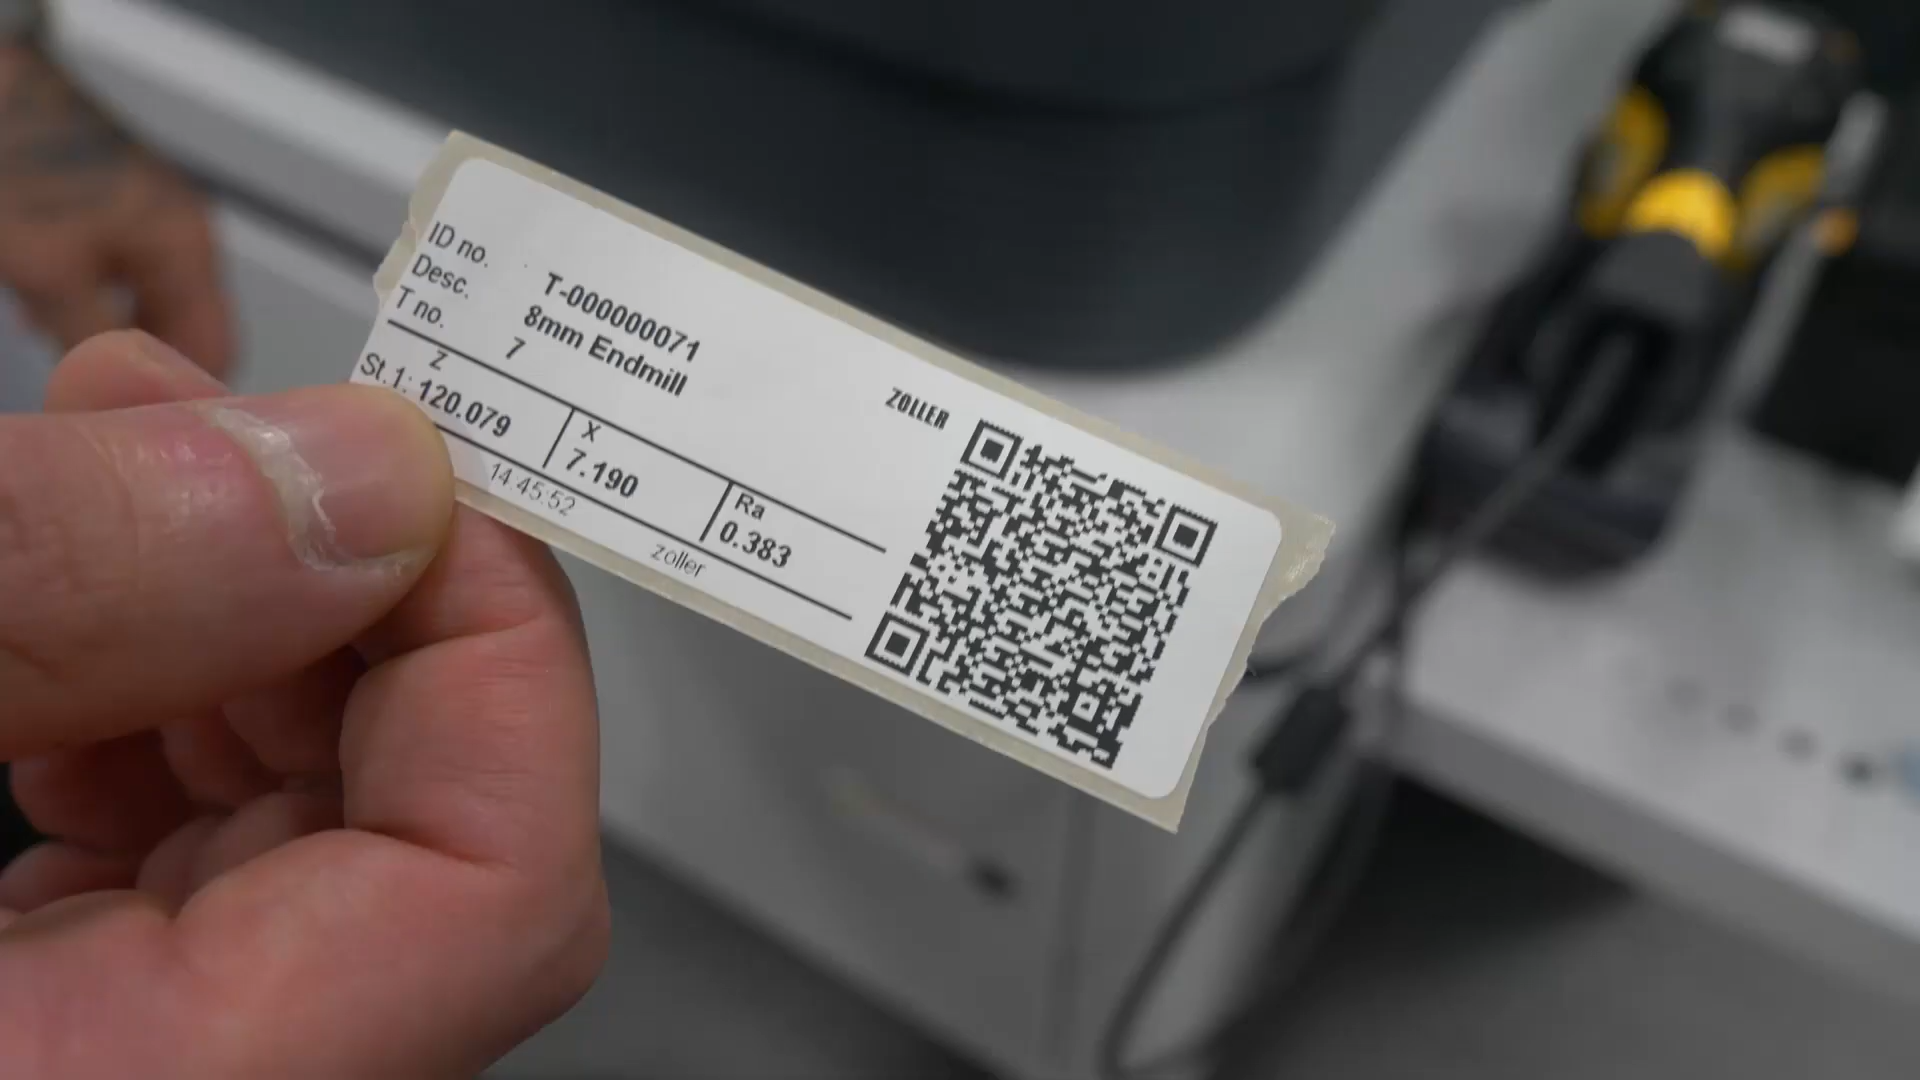 ID no. T-000000071
Desc. 8mm Endmill
T no. 7
ZOLLER
Z X Ra
St.1: 120.079 7.190 0.383
14:45:52 zoller